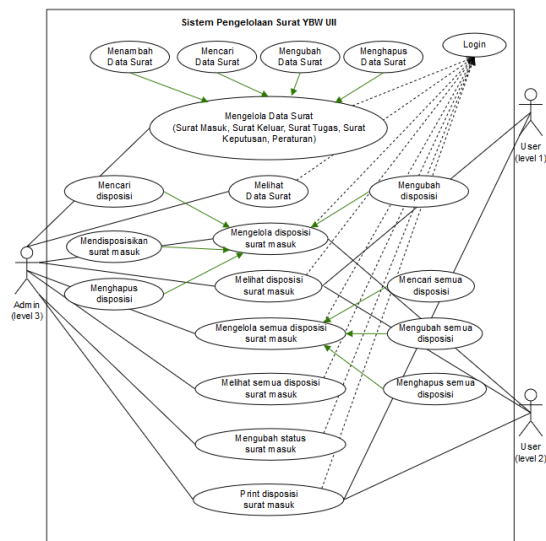 Sistem Pengelolaan Surat YBW UII
Menambah
Data Surat
Mencari
Data Surat
Mengubah
Data Surat
Menghapus
Data Surat
Login
Mengelola Data Surat
(Surat Masuk, Surat Keluar, Surat Tugas, Surat
Keputusan, Peraturan)
User
(level 1)
Mencari
disposisi
Melihat
Data Surat
Mengubah
disposisi
Mendisposisikan
surat masuk
Mengelola disposisi
surat masuk
Admin
(level 3)
Menghapus
disposisi
Melihat disposisi
surat masuk
Mencari semua
disposisi
Mengelola semua disposisi
surat masuk
Mengubah semua
disposisi
Melihat semua disposisi
surat masuk
Menghapus semua
disposisi
User
(level 2)
Mengubah status
surat masuk
Print disposisi
surat masuk